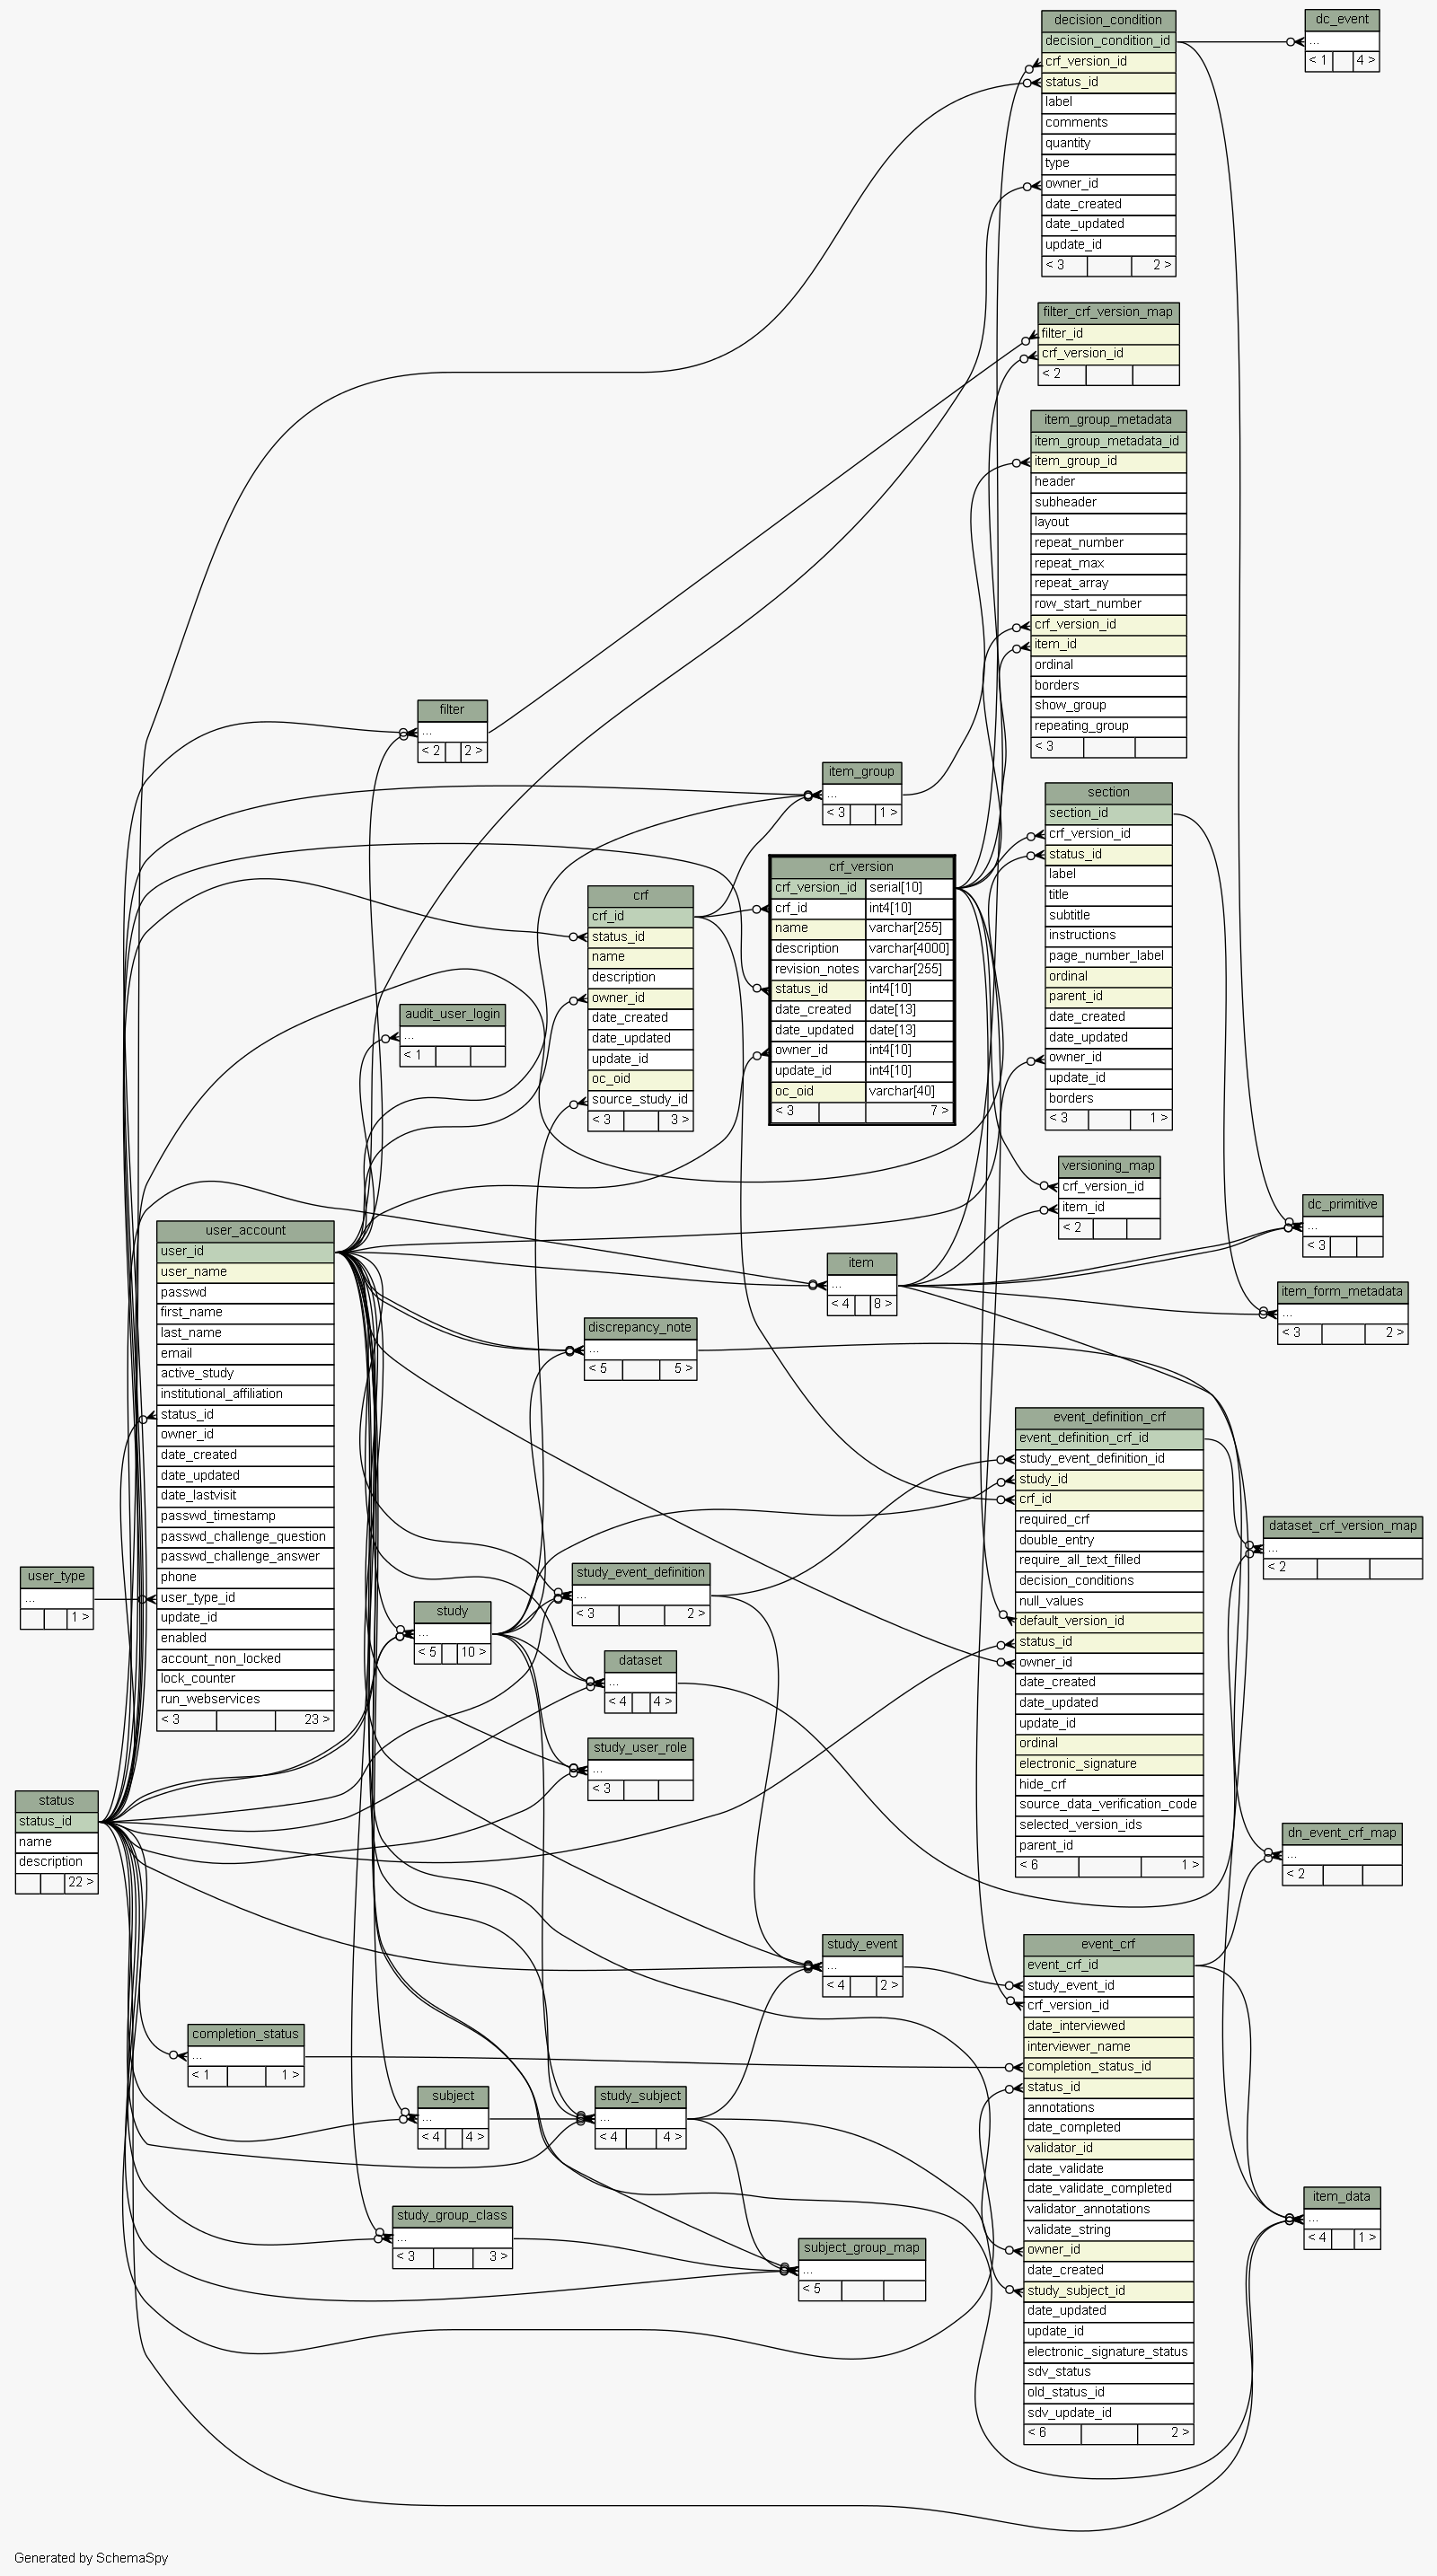 decision_condition
decision_condition_id
crf_version_id
status_id
label
comments
quantity
type
owner_id
date_created
date_updated
update_id
< 3 2 >
dc_event
...
< 1 4 >
filter_crf_version_map
filter_id
crf_version_id
< 2
item_group_metadata
item_group_metadata_id
item_group_id
header
subheader
layout
repeat_number
repeat_max
repeat_array
row_start_number
crf_version_id
item_id
ordinal
borders
show_group
repeating_group
< 3
filter
...
< 2 2 >
item_group
...
< 3 1 >
section
section_id
crf_version_id
status_id
label
title
subtitle
instructions
page_number_label
ordinal
parent_id
date_created
date_updated
owner_id
update_id
borders
< 3 1 >
crf_version
crf_version_id serial[10]
crf_id int4[10]
name varchar[255]
description varchar[4000]
revision_notes varchar[255]
status_id int4[10]
date_created date[13]
date_updated date[13]
owner_id int4[10]
update_id int4[10]
oc_oid varchar[40]
< 3 7 >
crf
crf_id
status_id
name
description
owner_id
date_created
date_updated
update_id
oc_oid
source_study_id
< 3 3 >
audit_user_login
...
< 1
versioning_map
crf_version_id
item_id
< 2
dc_primitive
...
< 3
user_account
user_id
user_name
passwd
first_name
last_name
email
active_study
institutional_affiliation
status_id
owner_id
date_created
date_updated
date_lastvisit
passwd_timestamp
passwd_challenge_question
passwd_challenge_answer
phone
user_type_id
update_id
enabled
account_non_locked
lock_counter
run_webservices
< 3 23 >
item
...
< 4 8 >
item_form_metadata
...
< 3 2 >
discrepancy_note
...
< 5 5 >
event_definition_crf
event_definition_crf_id
study_event_definition_id
study_id
crf_id
required_crf
double_entry
require_all_text_filled
decision_conditions
null_values
default_version_id
status_id
owner_id
date_created
date_updated
update_id
ordinal
electronic_signature
hide_crf
source_data_verification_code
selected_version_ids
parent_id
< 6 1 >
dataset_crf_version_map
...
< 2
user_type
...
1 >
study_event_definition
...
< 3 2 >
study
...
< 5 10 >
dataset
...
< 4 4 >
study_user_role
...
< 3
status
status_id
name
description
22 >
dn_event_crf_map
...
< 2
study_event
...
< 4 2 >
event_crf
event_crf_id
study_event_id
crf_version_id
date_interviewed
interviewer_name
completion_status_id
status_id
annotations
date_completed
validator_id
date_validate
date_validate_completed
validator_annotations
validate_string
owner_id
date_created
study_subject_id
date_updated
update_id
electronic_signature_status
sdv_status
old_status_id
sdv_update_id
< 6 2 >
completion_status
...
< 1 1 >
subject
...
< 4 4 >
study_subject
...
< 4 4 >
item_data
...
< 4 1 >
study_group_class
...
< 3 3 >
subject_group_map
...
< 5
Generated by SchemaSpy